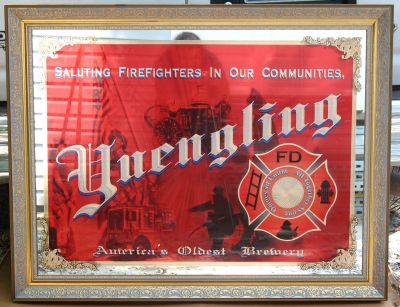 SALUTING FIREFIGHTERS IN OUR COMMUNITIES.
Yuengling
FD
America's Oldest Brewery